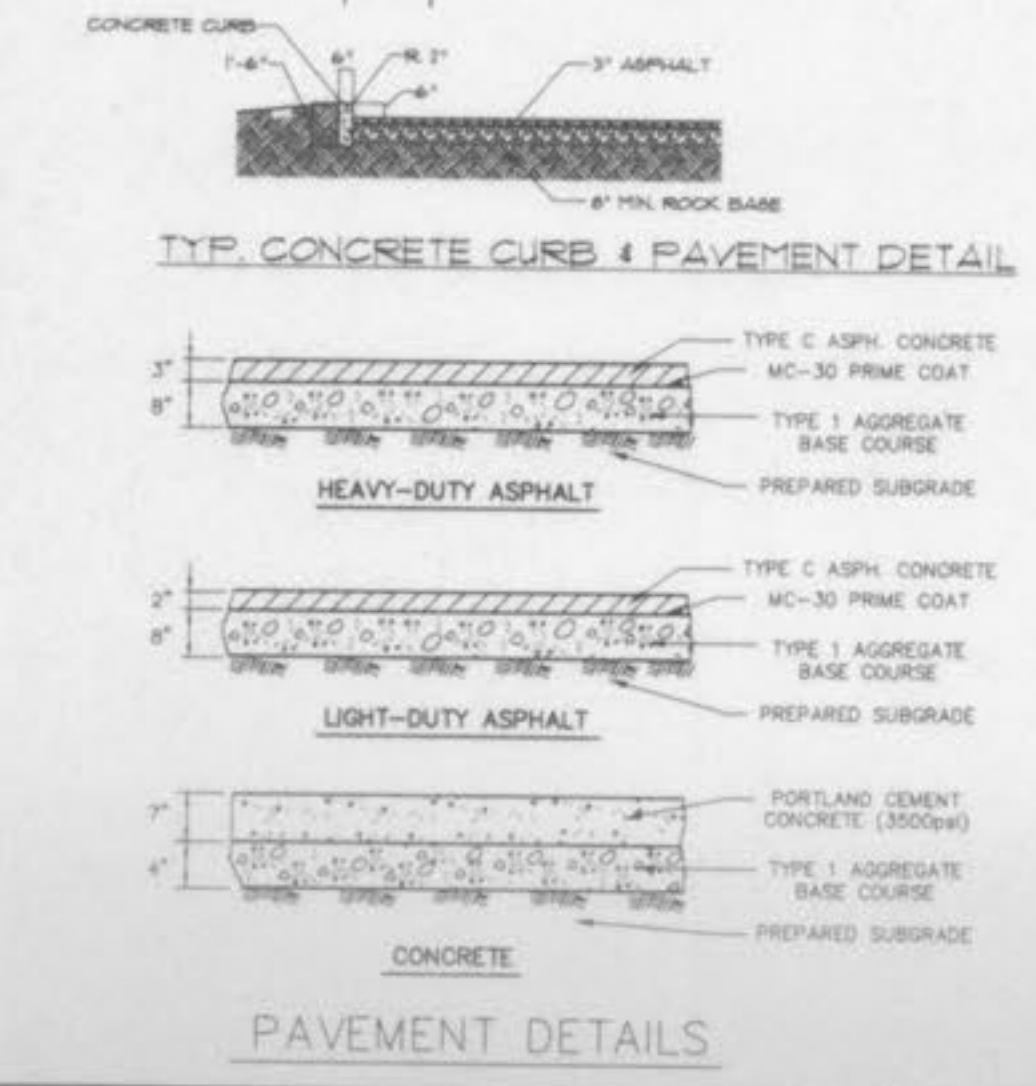 CONCRETE CURB
1'-6"
6"
R. 2"
6"
3" ASPHALT
8" MIN. ROCK BASE
TYP. CONCRETE CURB & PAVEMENT DETAIL
3"
8"
TYPE C ASPH. CONCRETE
MC-30 PRIME COAT
TYPE 1 AGGREGATE
BASE COURSE
PREPARED SUBGRADE
HEAVY-DUTY ASPHALT
2"
8"
TYPE C ASPH. CONCRETE
MC-30 PRIME COAT
TYPE 1 AGGREGATE
BASE COURSE
PREPARED SUBGRADE
LIGHT-DUTY ASPHALT
7"
4"
PORTLAND CEMENT
CONCRETE (3500psi)
TYPE 1 AGGREGATE
BASE COURSE
PREPARED SUBGRADE
CONCRETE
PAVEMENT DETAILS